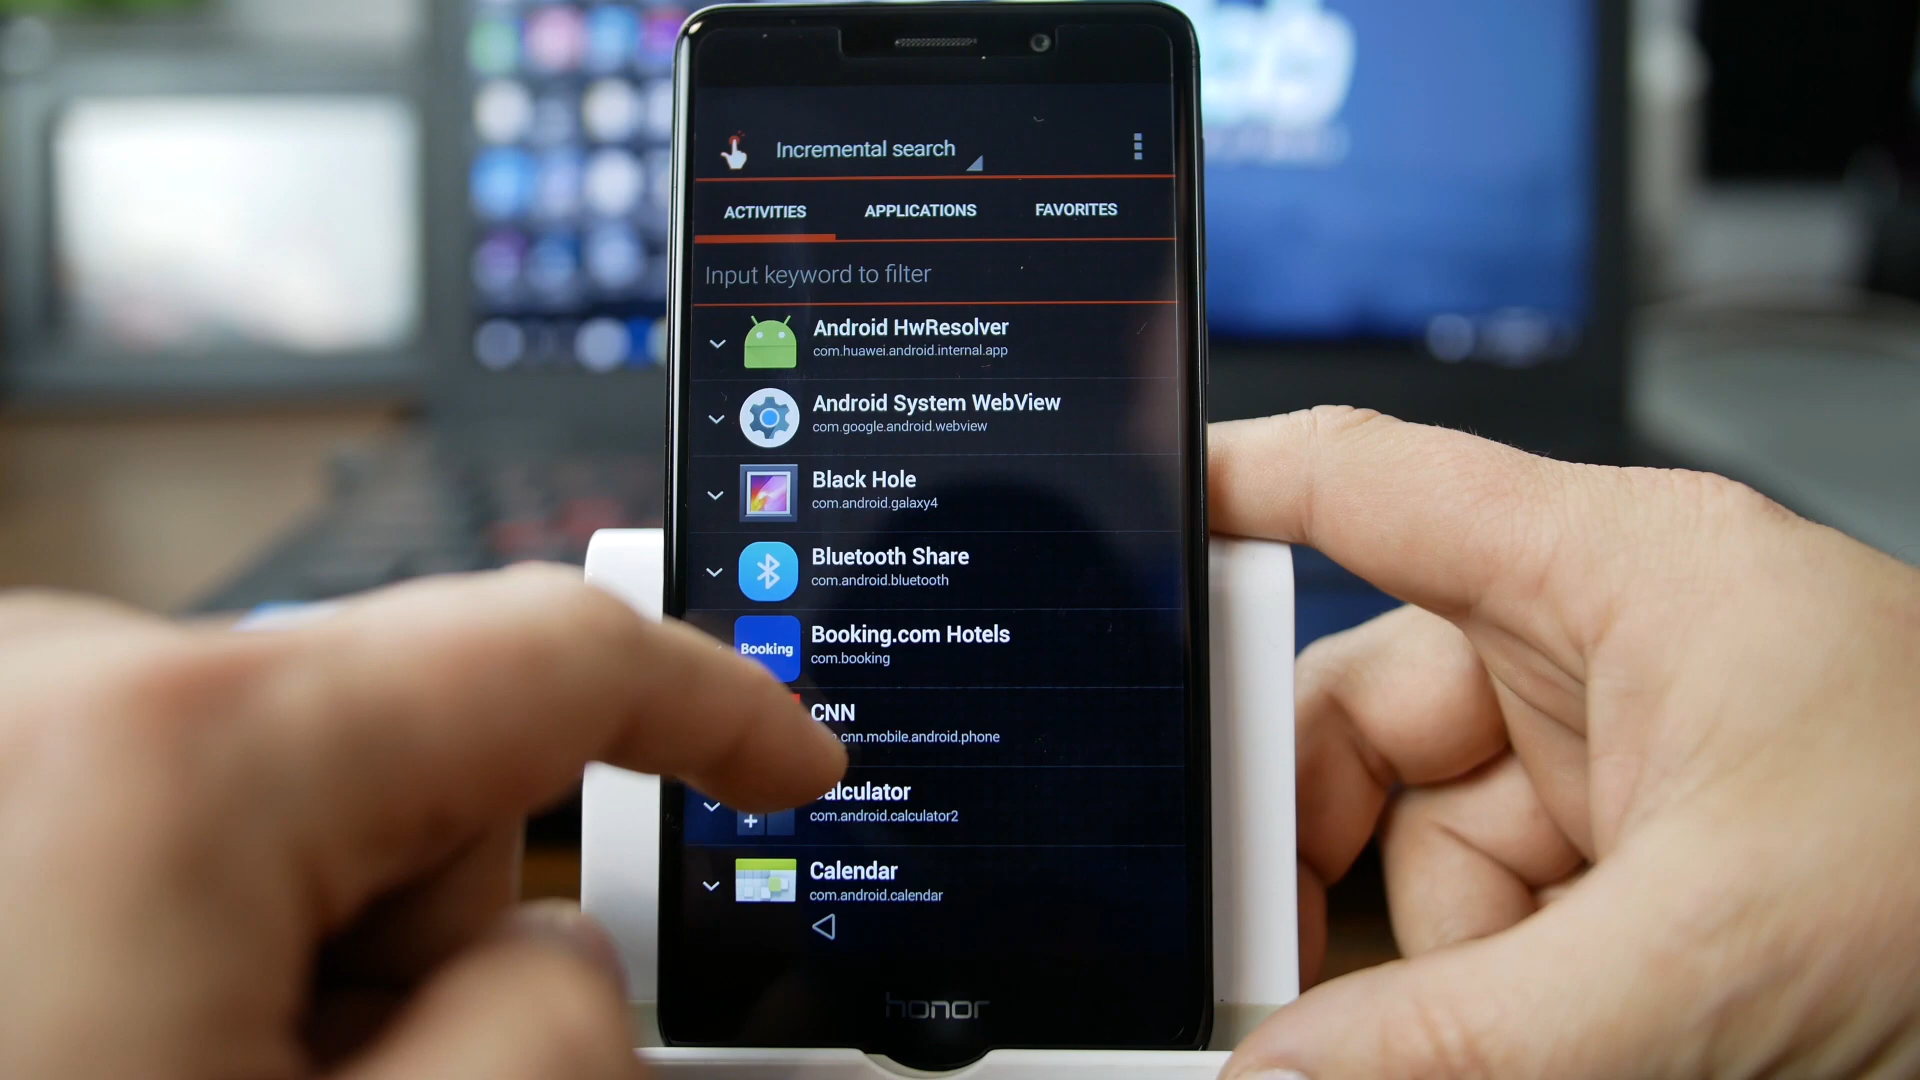 Incremental search
ACTIVITIES APPLICATIONS FAVORITES
Input keyword to filter
Android HwResolver
com.huawei.android.internal.app
Android System WebView
com.google.android.webview
Black Hole
com.android.galaxy4
Bluetooth Share
com.android.bluetooth
Booking
Booking.com Hotels
com.booking
CNN
.cnn.mobile.android.phone
alculator
com.android.calculator2
Calendar
com.android.calendar
honor